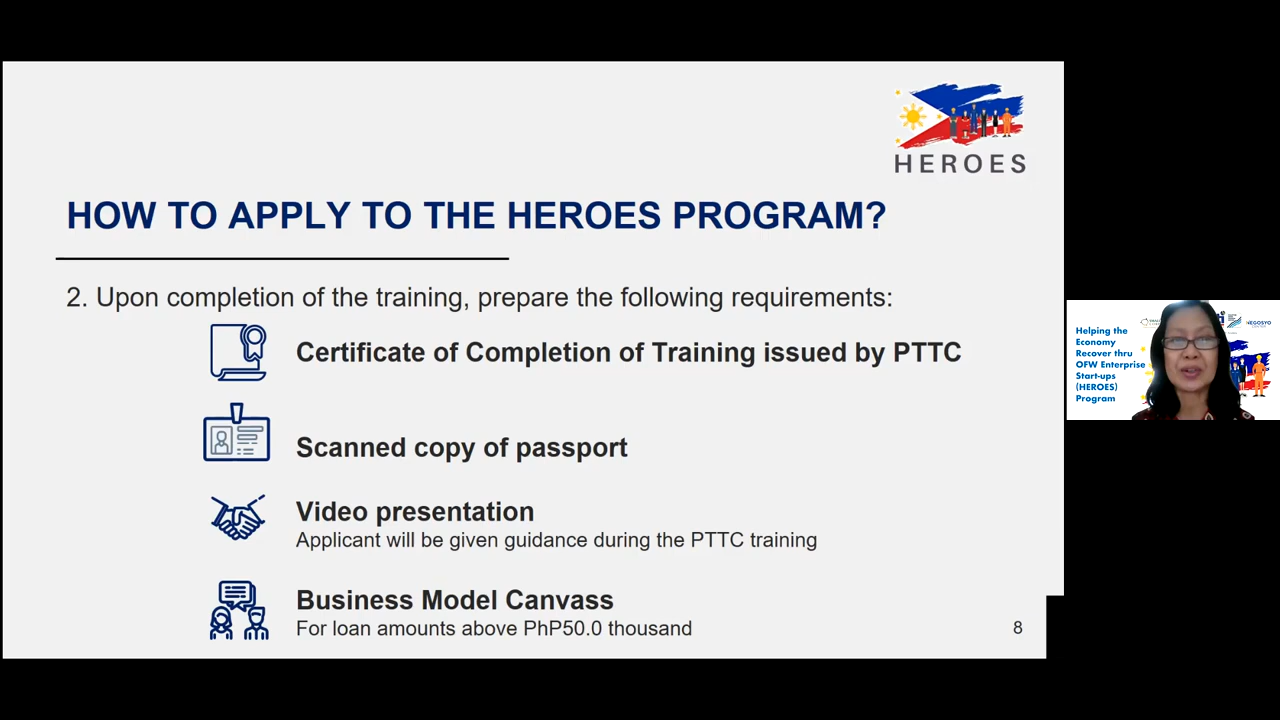 HEROES
HOW TO APPLY TO THE HEROES PROGRAM?
2. Upon completion of the training, prepare the following requirements:
Certificate of Completion of Training issued by PTTC
Scanned copy of passport
Video presentation
Applicant will be given guidance during the PTTC training
Business Model Canvass
For loan amounts above PhP50.0 thousand
8
NEGOSYO
Helping the
Economy
Recover thru
OFW Enterprise
Start-ups
(HEROES)
Program